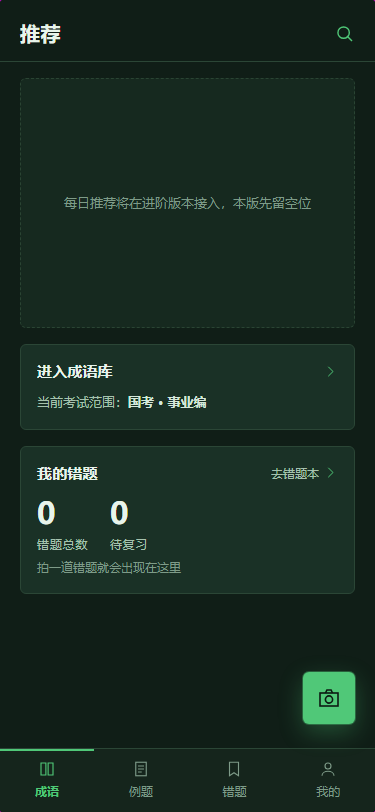 推荐
每日推荐将在进阶版本接入，本版先留空位
进入成语库
当前考试范围：国考 • 事业编
我的错题
去错题本
0 0
错题总数 待复习
拍一道错题就会出现在这里
成语 例题 错题 我的